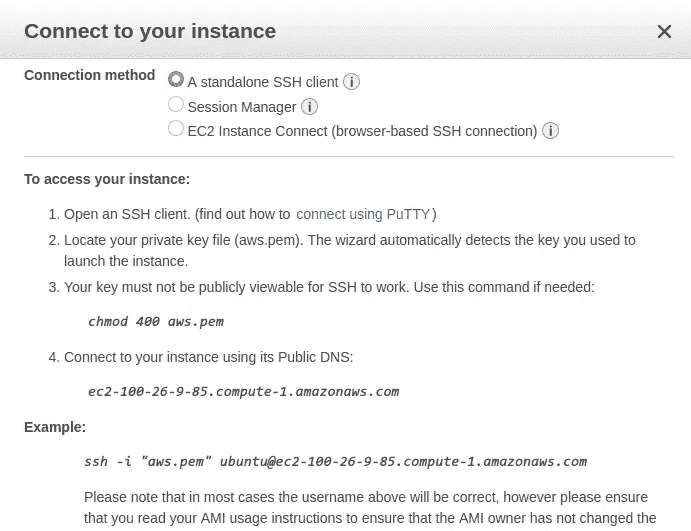 Connect to your instance
Connection method
A standalone SSH client
Session Manager
EC2 Instance Connect (browser-based SSH connection)
To access your instance:
1. Open an SSH client. (find out how to connect using PuTTY)
2. Locate your private key file (aws.pem). The wizard automatically detects the key you used to
launch the instance.
3. Your key must not be publicly viewable for SSH to work. Use this command if needed:
chmod 400 aws.pem
4. Connect to your instance using its Public DNS:
ec2-100-26-9-85.compute-1.amazonaws.com
Example:
ssh -i "aws.pem" ubuntu@ec2-100-26-9-85.compute-1.amazonaws.com
Please note that in most cases the username above will be correct, however please ensure
that you read your AMI usage instructions to ensure that the AMI owner has not changed the